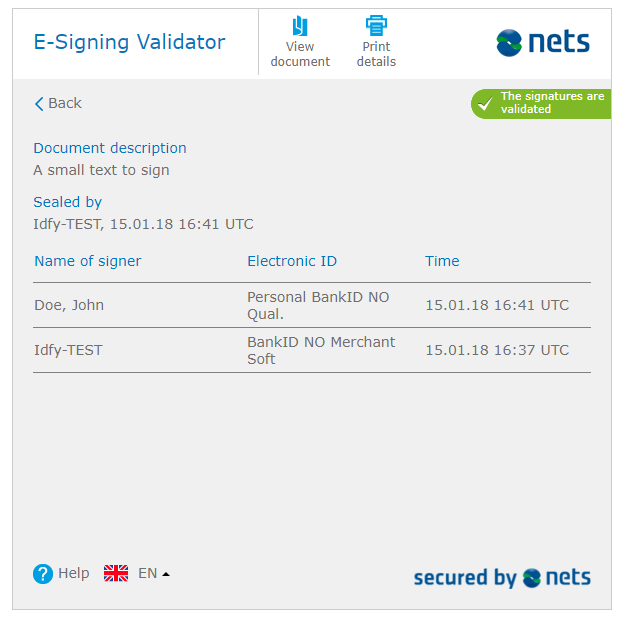 E-Signing Validator
View
document
Print
details
nets
Back
The signatures are
validated
Document description
A small text to sign
Sealed by
Idfy-TEST, 15.01.18 16:41 UTC
Name of signer Electronic ID Time
Doe, John Personal BankID NO Qual. 15.01.18 16:41 UTC
Idfy-TEST BankID NO Merchant Soft 15.01.18 16:37 UTC
? Help EN
secured by nets